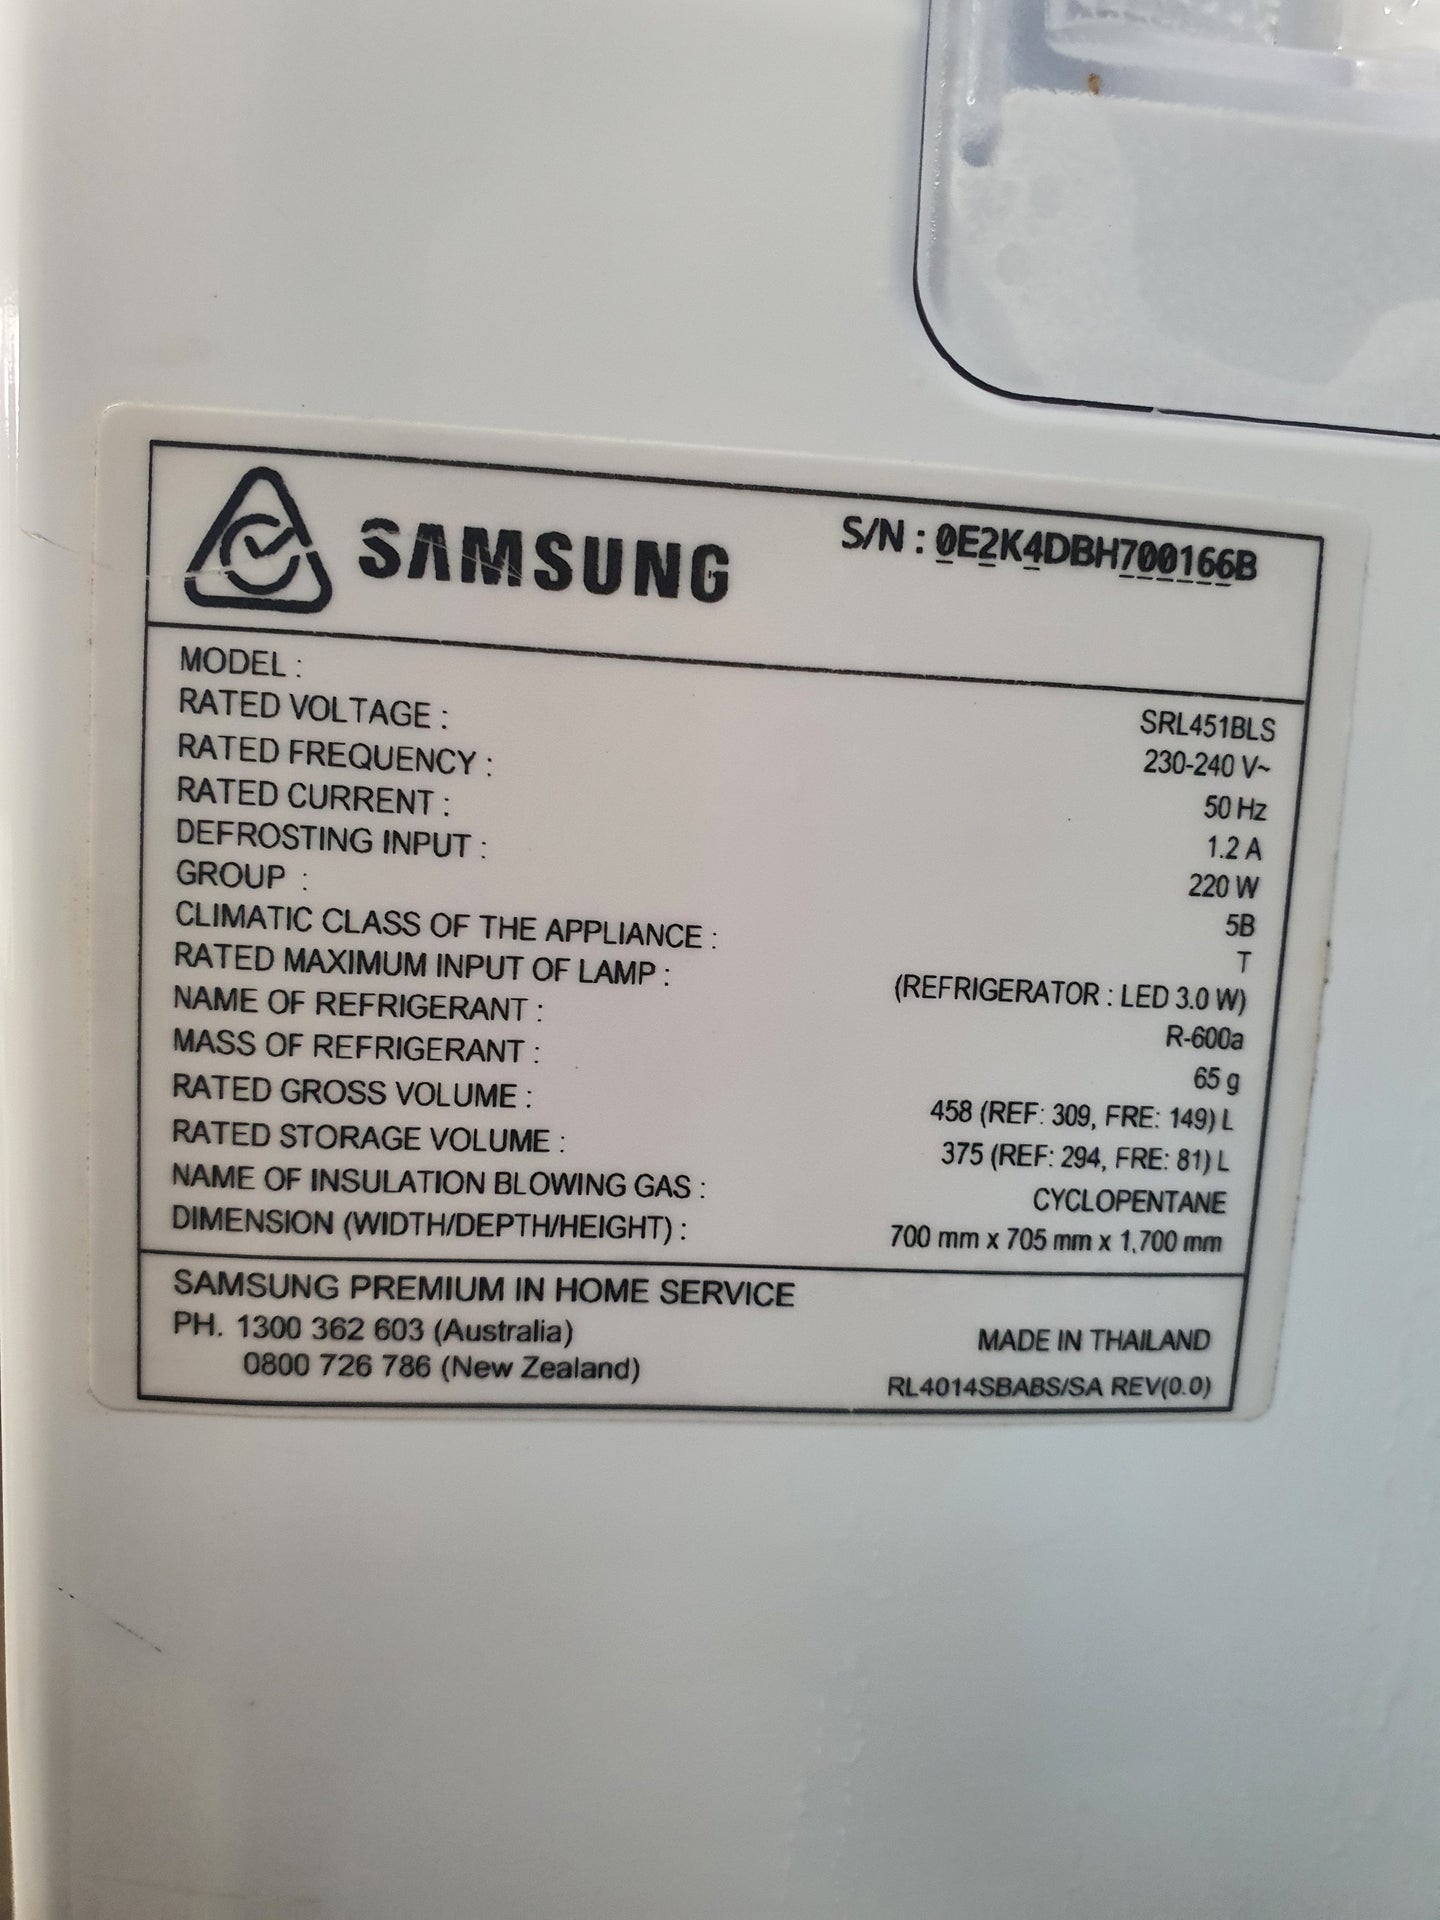 SAMSUNG S/N : 0E2K4DBH700166B
MODEL : SRL451BLS
RATED VOLTAGE : 230-240 V~
RATED FREQUENCY : 50 Hz
RATED CURRENT : 1.2 A
DEFROSTING INPUT : 220 W
GROUP : 5B
CLIMATIC CLASS OF THE APPLIANCE : T
RATED MAXIMUM INPUT OF LAMP : (REFRIGERATOR : LED 3.0 W)
NAME OF REFRIGERANT : R-600a
MASS OF REFRIGERANT : 65 g
RATED GROSS VOLUME : 458 (REF: 309, FRE: 149) L
RATED STORAGE VOLUME : 375 (REF: 294, FRE: 81) L
NAME OF INSULATION BLOWING GAS : CYCLOPENTANE
DIMENSION (WIDTH/DEPTH/HEIGHT) : 700 mm x 705 mm x 1,700 mm
SAMSUNG PREMIUM IN HOME SERVICE
PH. 1300 362 603 (Australia) MADE IN THAILAND
0800 726 786 (New Zealand) RL4014SBABS/SA REV(0.0)